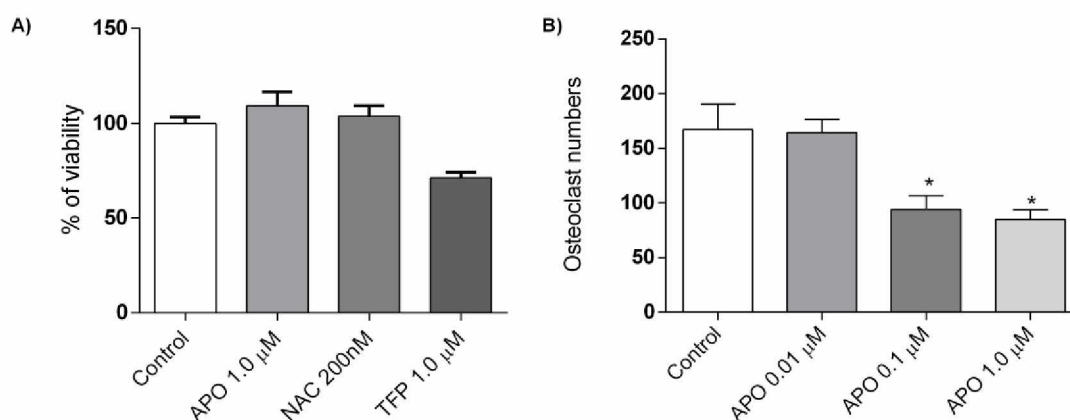 A)
% of viability
150
100
50
0
Control
APO 1.0 μM
NAC 200nM
TFP 1.0 μM
B)
Osteoclast numbers
250
200
150
100
50
0
*
*
Control
APO 0.01 μM
APO 0.1 μM
APO 1.0 μM